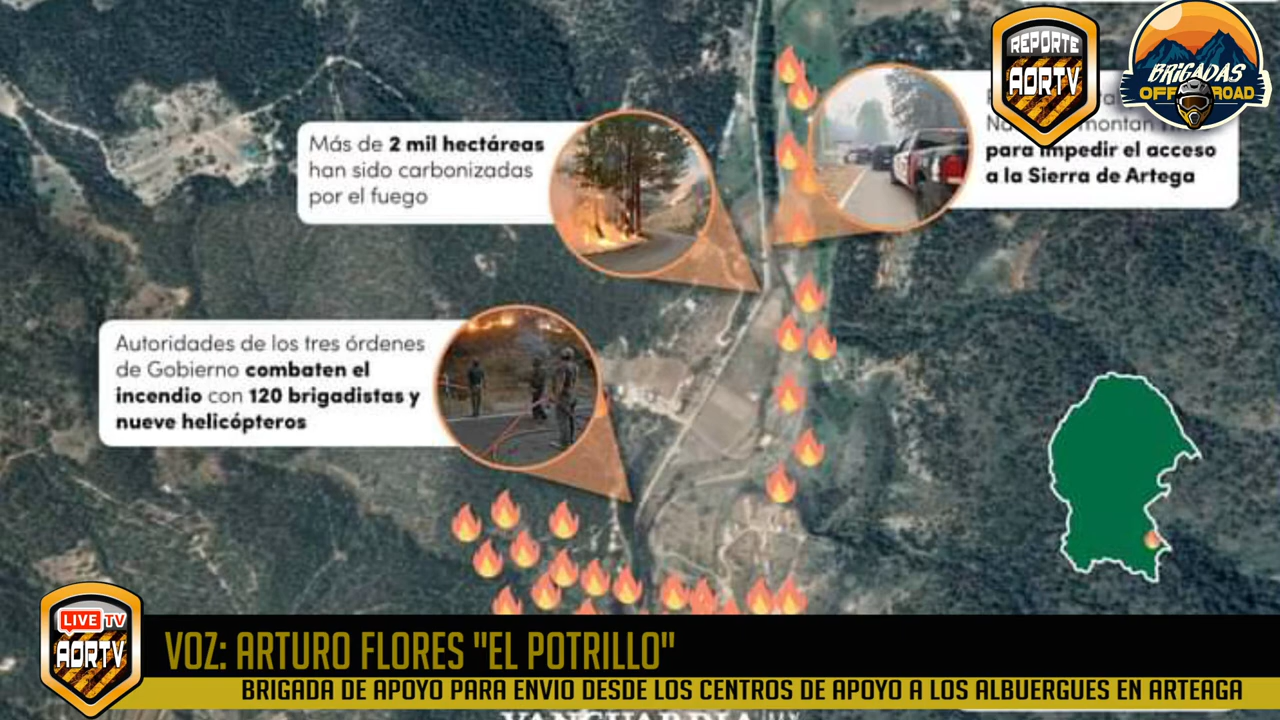 REPORTE
AORTV
BRIGADAS
OFF ROAD
Más de 2 mil hectáreas
han sido carbonizadas
por el fuego
Na montan
para impedir el acceso
a la Sierra de Artega
Autoridades de los tres órdenes
de Gobierno combaten el
incendio con 120 brigadistas y
nueve helicópteros
LIVE TV
AORTV
VOZ: ARTURO FLORES "EL POTRILLO"
BRIGADA DE APOYO PARA ENVIO DESDE LOS CENTROS DE APOYO A LOS ALBUERGUES EN ARTEAGA
VANGUARDIA